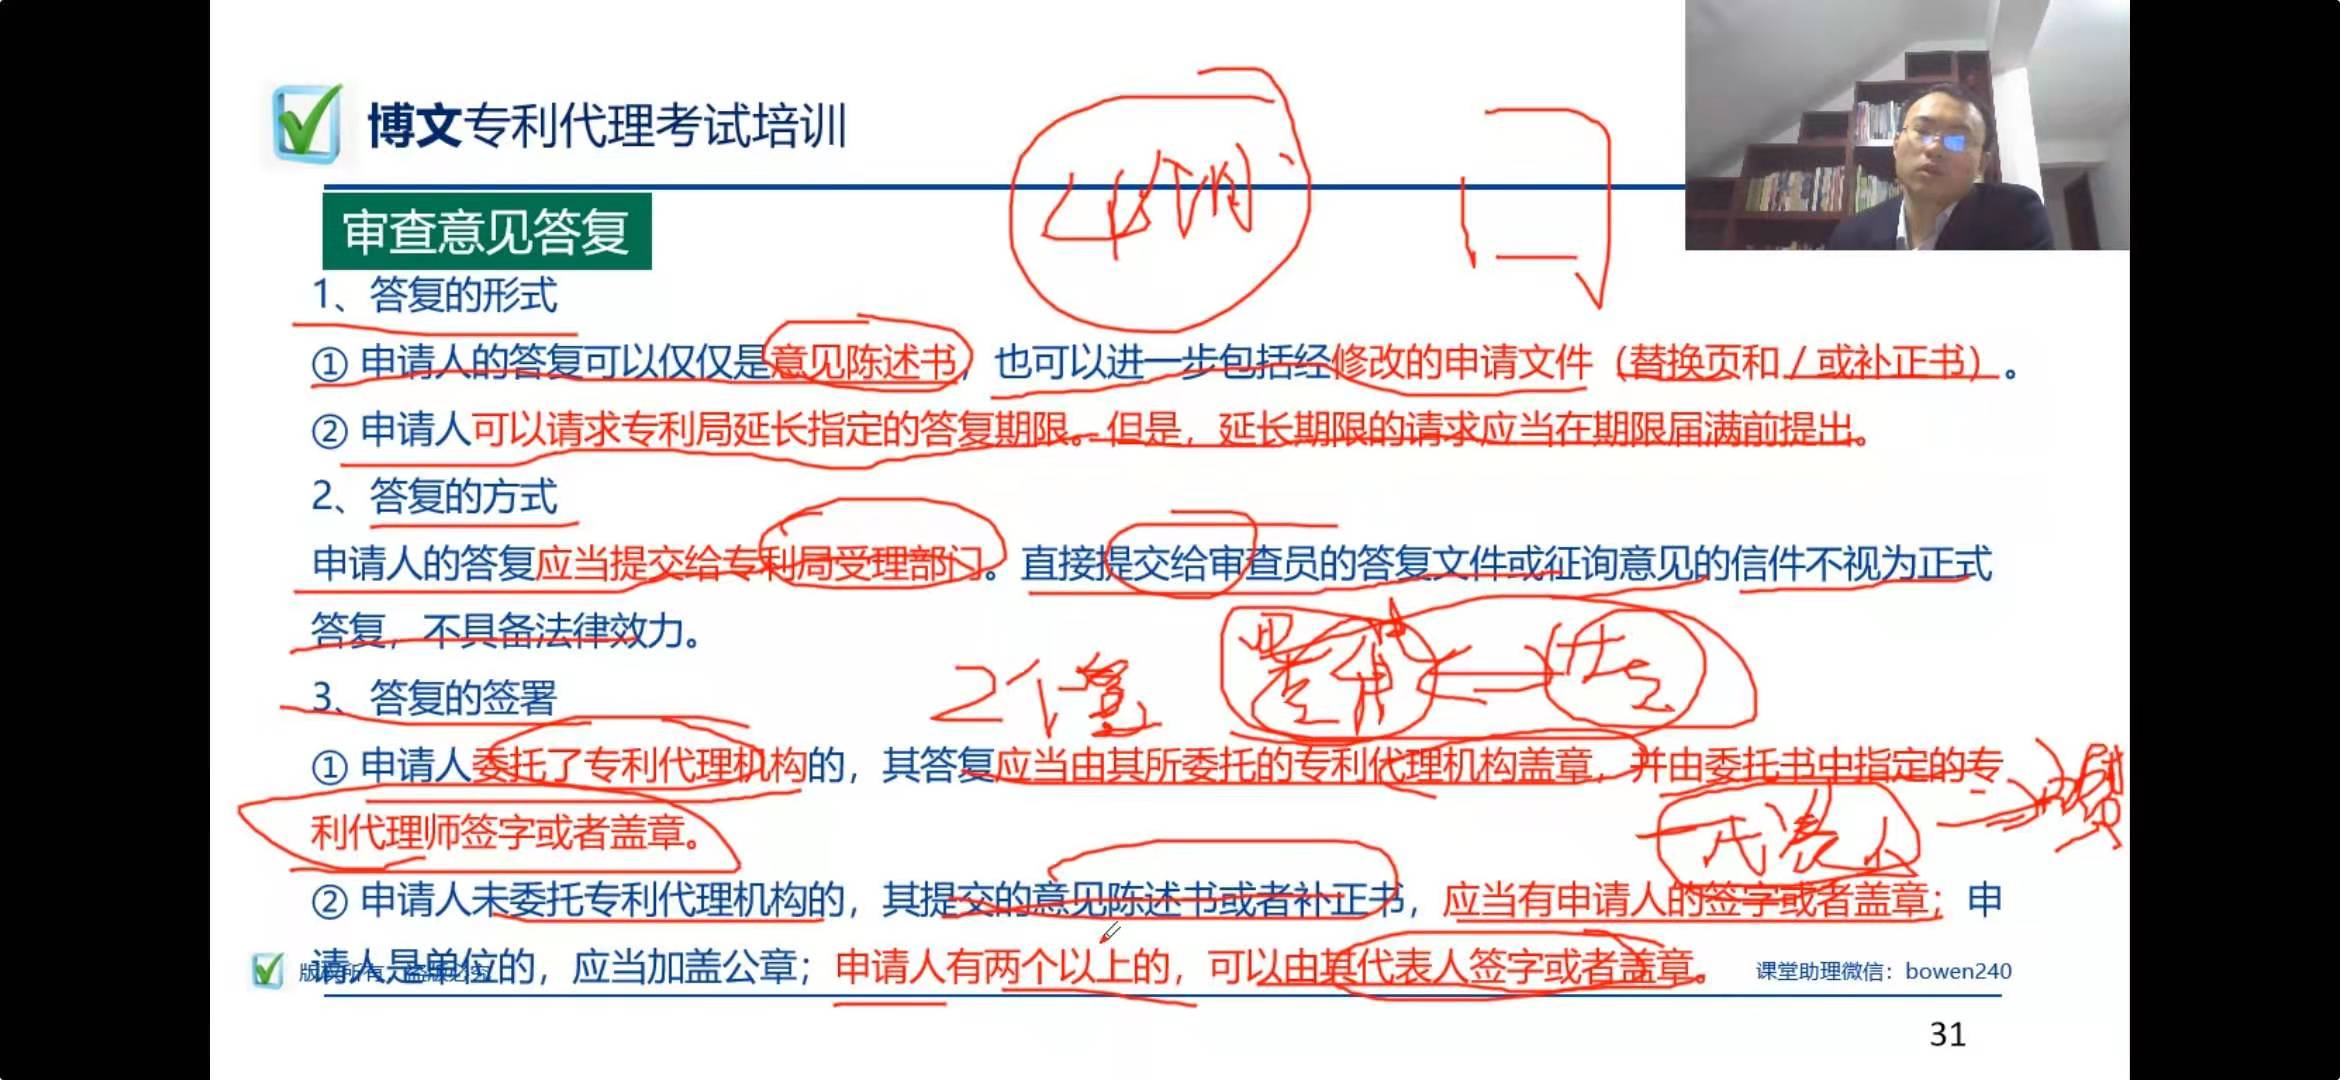 博文专利代理考试培训
审查意见答复
1、答复的形式
① 申请人的答复可以仅仅是意见陈述书，也可以进一步包括经修改的申请文件（替换页和／或补正书）。
② 申请人可以请求专利局延长指定的答复期限。但是，延长期限的请求应当在期限届满前提出。
2、答复的方式
申请人的答复应当提交给专利局受理部门。直接提交给审查员的答复文件或征询意见的信件不视为正式
答复，不具备法律效力。
2个章
3、答复的签署
① 申请人委托了专利代理机构的，其答复应当由其所委托的专利代理机构盖章，并由委托书中指定的专
利代理师签字或者盖章。
代表人
② 申请人未委托专利代理机构的，其提交的意见陈述书或者补正书，应当有申请人的签字或者盖章；申
请人是单位的，应当加盖公章；申请人有两个以上的，可以由其代表人签字或者盖章。
版权所有，盗版必究
课堂助理微信：bowen240
31